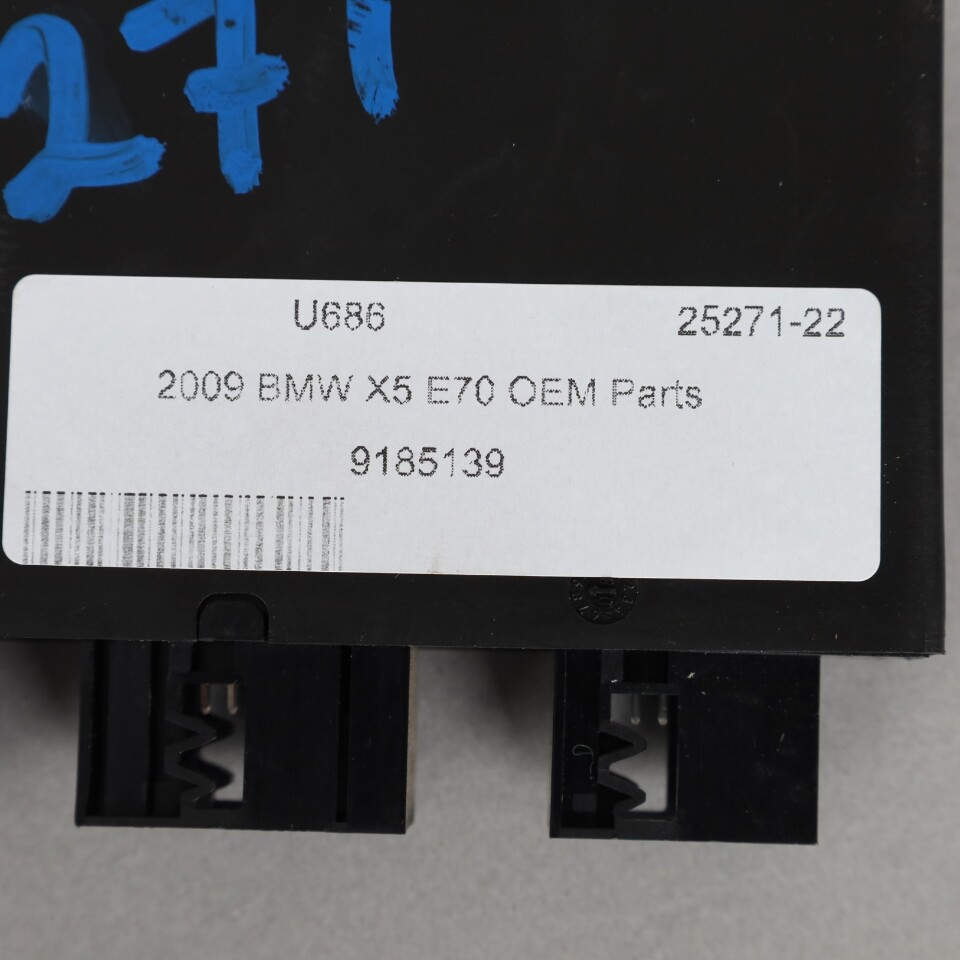 271
U686 25271-22
2009 BMW X5 E70 OEM Parts
9185139